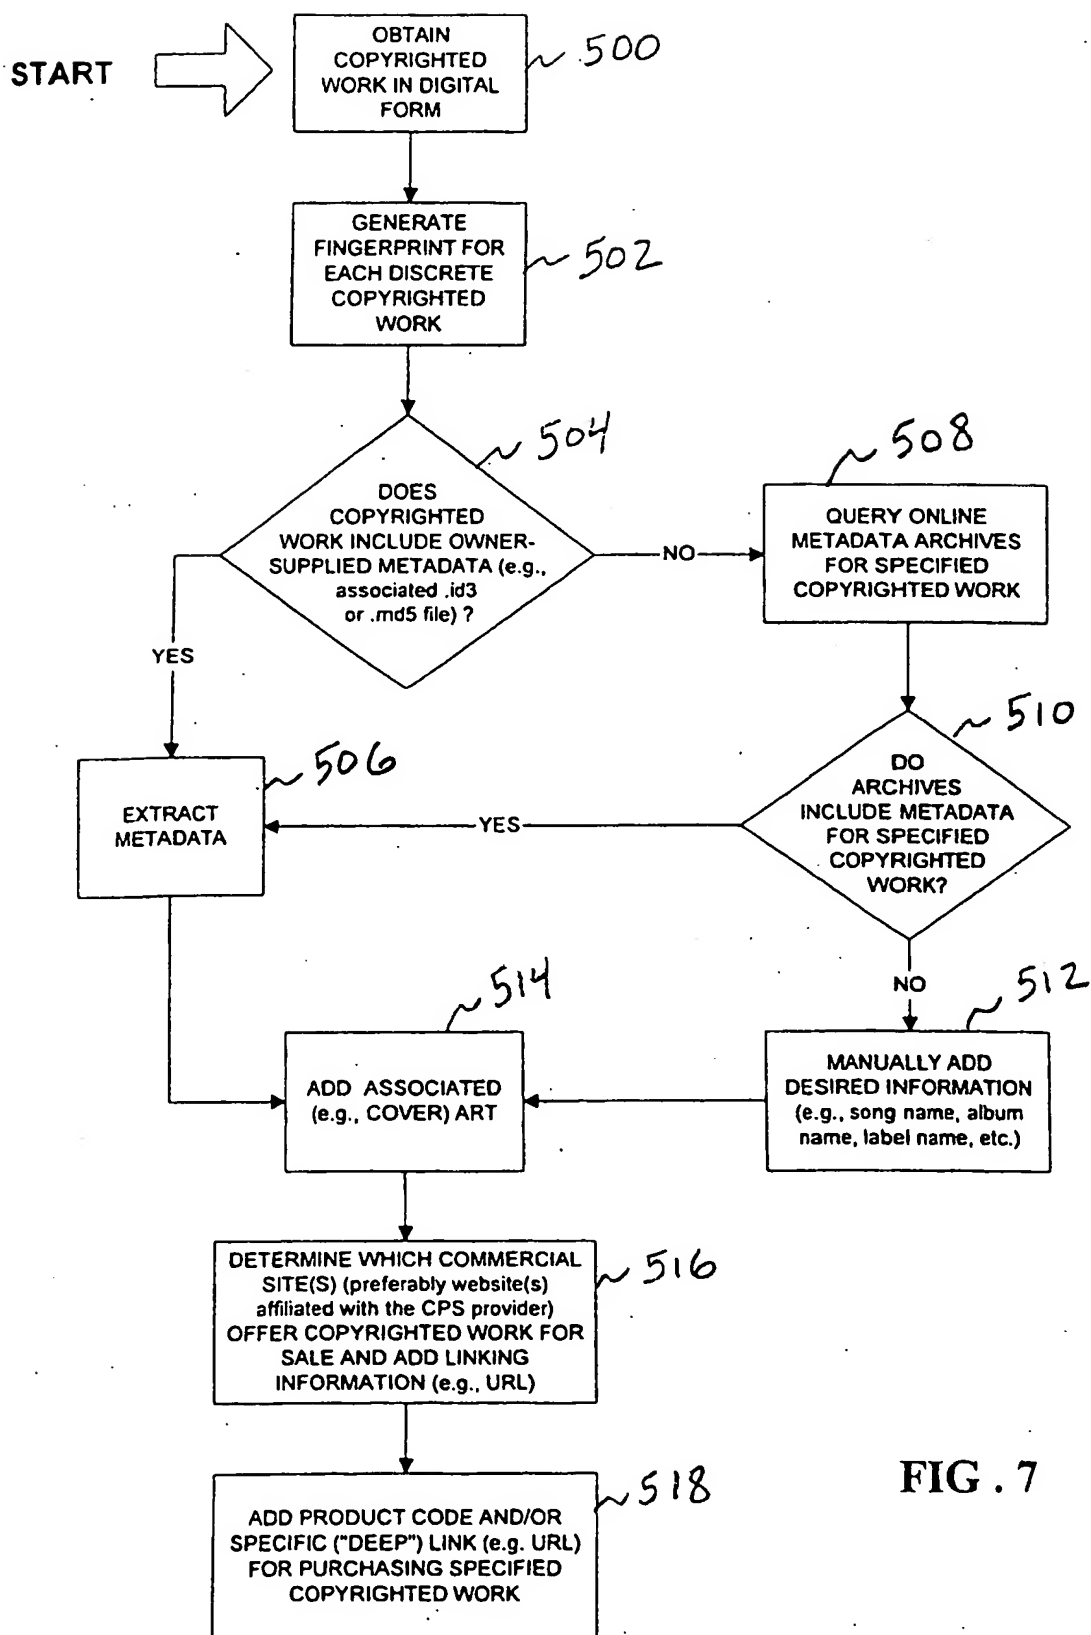 START
OBTAIN
COPYRIGHTED
WORK IN DIGITAL
FORM
500
GENERATE
FINGERPRINT FOR
EACH DISCRETE
COPYRIGHTED
WORK
502
504
DOES
COPYRIGHTED
WORK INCLUDE OWNER-
SUPPLIED METADATA (e.g.,
associated .id3
or .md5 file) ?
NO
508
QUERY ONLINE
METADATA ARCHIVES
FOR SPECIFIED
COPYRIGHTED WORK
YES
506
EXTRACT
METADATA
510
DO
ARCHIVES
INCLUDE METADATA
FOR SPECIFIED
COPYRIGHTED
WORK?
YES
NO
512
MANUALLY ADD
DESIRED INFORMATION
(e.g., song name, album
name, label name, etc.)
514
ADD ASSOCIATED
(e.g., COVER) ART
DETERMINE WHICH COMMERCIAL
SITE(S) (preferably website(s)
affiliated with the CPS provider)
OFFER COPYRIGHTED WORK FOR
SALE AND ADD LINKING
INFORMATION (e.g., URL)
516
ADD PRODUCT CODE AND/OR
SPECIFIC ("DEEP") LINK (e.g. URL)
FOR PURCHASING SPECIFIED
COPYRIGHTED WORK
518
FIG . 7